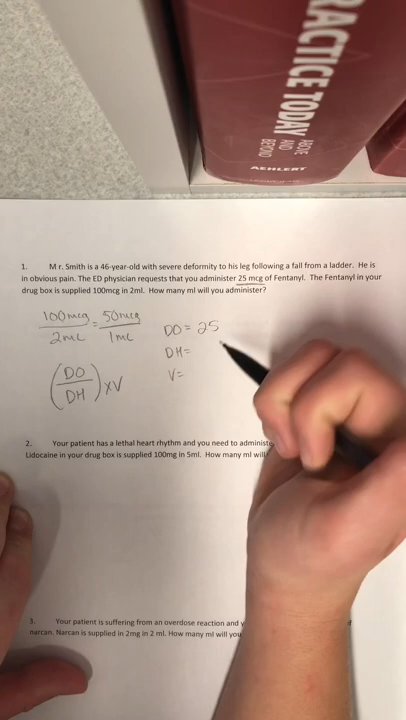 PRACTICE TODAY
ABOVE
AND
BEYOND
AEHLERT
1. Mr. Smith is a 46-year-old with severe deformity to his leg following a fall from a ladder. He is
in obvious pain. The ED physician requests that you administer 25 mcg of Fentanyl. The Fentanyl in your
drug box is supplied 100mcg in 2ml. How many ml will you administer?
100mcg = 50mcg
2mL 1mL
DO = 25
DH =
V =
(DO/DH) x V
2. Your patient has a lethal heart rhythm and you need to administe
Lidocaine in your drug box is supplied 100mg in 5ml. How many ml will
3. Your patient is suffering from an overdose reaction and y
narcan. Narcan is supplied in 2mg in 2 ml. How many ml will you